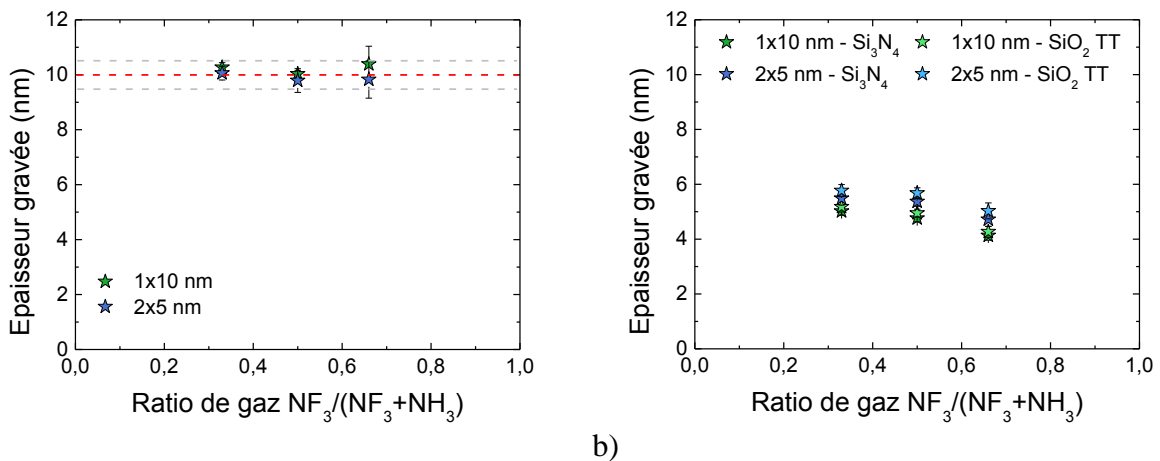 12
10
8
6
4
2
0
Epaisseur gravée (nm)
1x10 nm
2x5 nm
0,0 0,2 0,4 0,6 0,8 1,0
Ratio de gaz NF₃/(NF₃+NH₃)
12
10
8
6
4
2
0
Epaisseur gravée (nm)
1x10 nm - Si₃N₄ 1x10 nm - SiO₂ TT
2x5 nm - Si₃N₄ 2x5 nm - SiO₂ TT
0,0 0,2 0,4 0,6 0,8 1,0
Ratio de gaz NF₃/(NF₃+NH₃)
b)